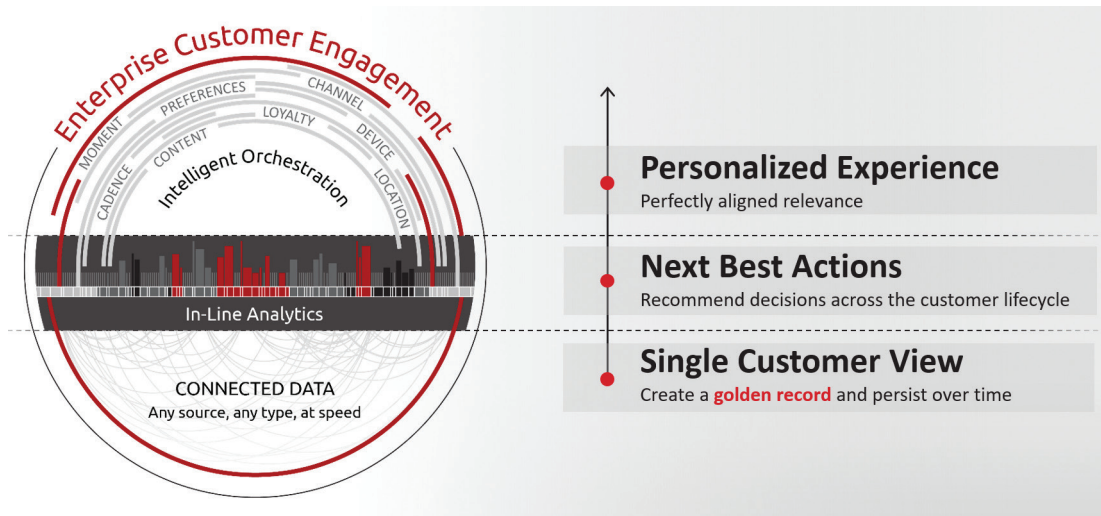 Enterprise Customer Engagement
MOMENT
PREFERENCES
CHANNEL
CADENCE
CONTENT
LOYALTY
DEVICE
LOCATION
Intelligent Orchestration
In-Line Analytics
CONNECTED DATA
Any source, any type, at speed
Personalized Experience
Perfectly aligned relevance
Next Best Actions
Recommend decisions across the customer lifecycle
Single Customer View
Create a golden record and persist over time